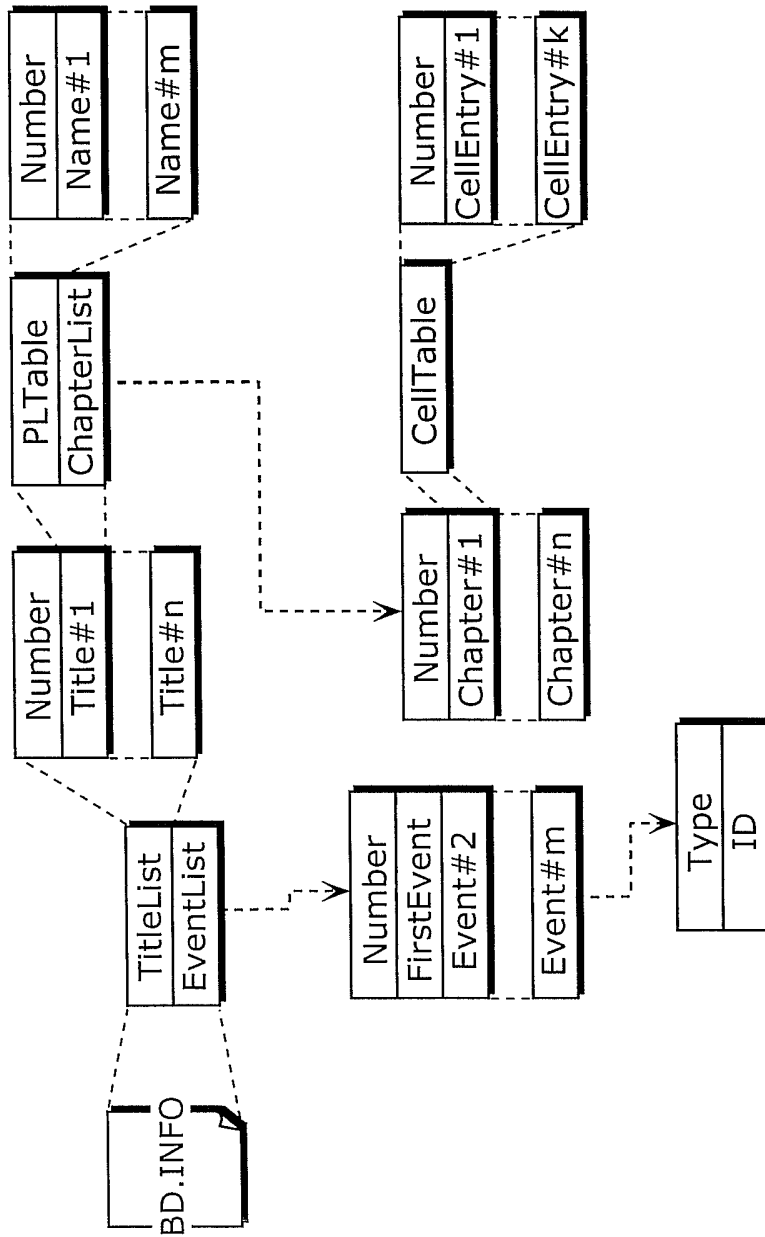 BD.INFO
TitleList
EventList
Number
Title#1
Title#n
PLTable
ChapterList
Number
Name#1
Name#m
Number
FirstEvent
Event#2
Event#m
Type
ID
Number
Chapter#1
Chapter#n
CellTable
Number
CellEntry#1
CellEntry#k